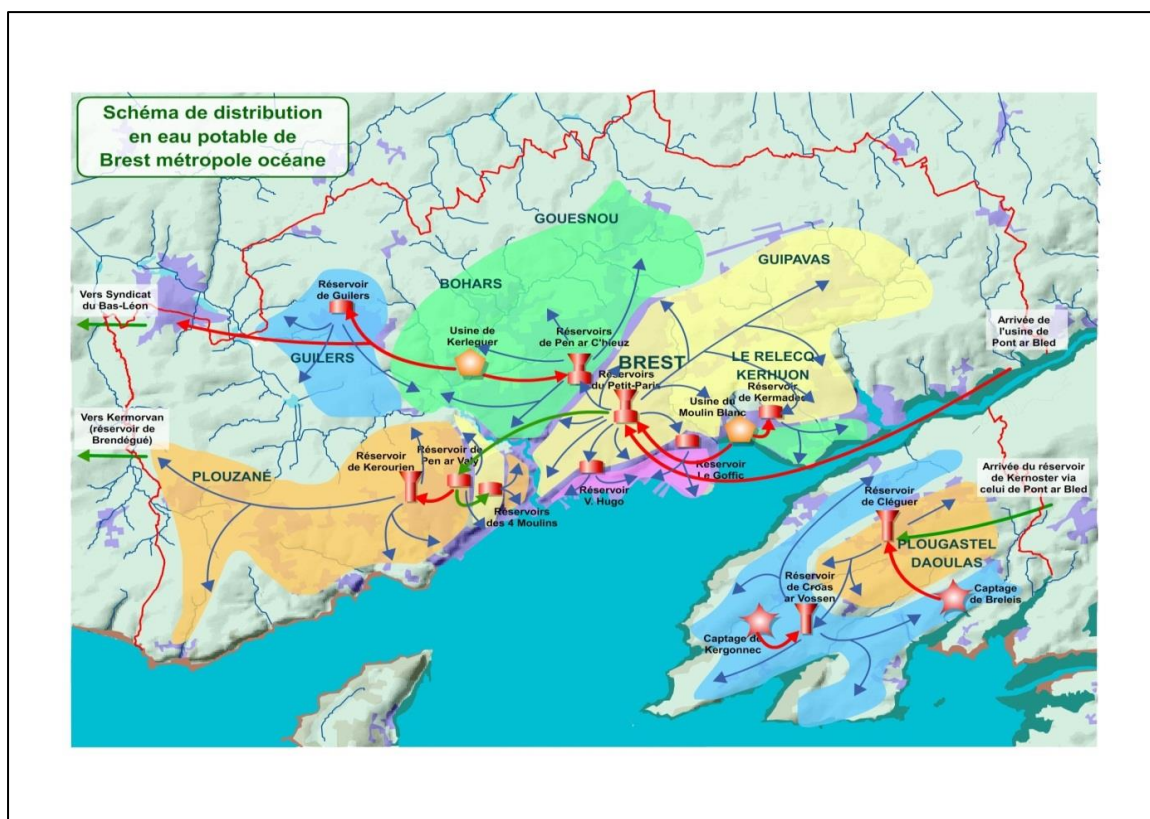 Schéma de distribution
en eau potable de
Brest métropole océane
GOUESNOU
GUIPAVAS
BOHARS
Réservoir
de Guilers
Vers Syndicat
du Bas-Léon
Arrivée de
l'usine de
Pont ar Bled
Usine de
Kerleguer
Réservoirs
de Pen ar C'hleuz
GUILERS
BREST
LE RELECQ
KERHUON
Réservoirs
du Petit-Paris
Réservoir
de Kermadec
Usine du
Moulin Blanc
Vers Kermorvan
(réservoir de
Brendégué)
PLOUZANÉ
Réservoir
de Kerourien
Réservoir de
Pen ar Valy
Réservoir
Le Goffic
Réservoir
V. Hugo
Réservoirs
des 4 Moulins
Arrivée du réservoir
de Kernoster via
celui de Pont ar Bled
Réservoir
de Cléguer
PLOUGASTEL
DAOULAS
Réservoir
de Croas
ar Vossen
Captage
de Breleis
Captage de
Kergonnec